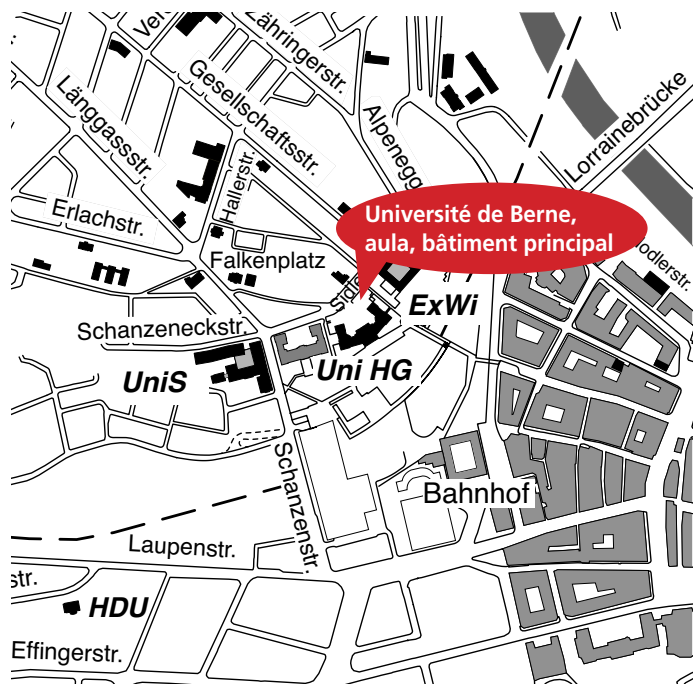 Zähringerstr.
Gesellschaftsstr.
Länggassstr.
Alpenegg
Lorrainebrücke
Hallerstr.
Erlachstr.
Université de Berne,
aula, bâtiment principal
Falkenplatz
Schanzeneckstr.
ExWi
UniS
Uni HG
Schanzenstr.
Bahnhof
Laupenstr.
str.
HDU
Effingerstr.